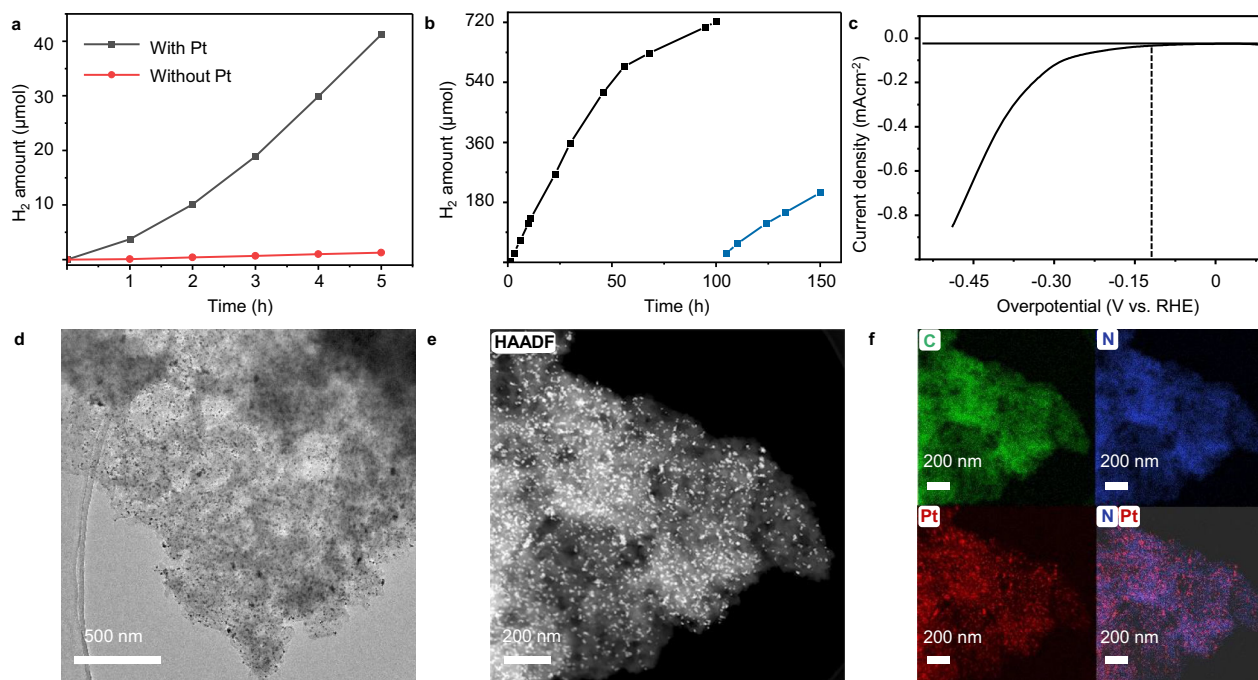 a
With Pt
Without Pt
H2 amount (μmol)
40
30
20
10
1 2 3 4 5
Time (h)
b
H2 amount (μmol)
720
540
360
180
0 50 100 150
Time (h)
c
Current density (mAcm-2)
0.0
-0.2
-0.4
-0.6
-0.8
-0.45 -0.30 -0.15 0
Overpotential (V vs. RHE)
d
500 nm
e
HAADF
200 nm
f
C
200 nm
N
200 nm
Pt
200 nm
N Pt
200 nm